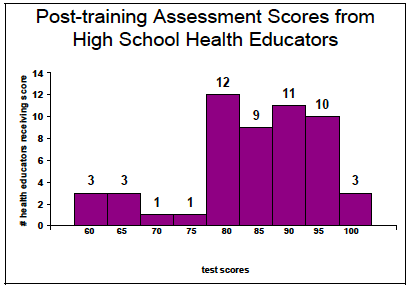 Post-training Assessment Scores from
High School Health Educators
# health educators receiving score
14
12
10
8
6
4
2
0
3 3 1 1 12 9 11 10 3
60 65 70 75 80 85 90 95 100
test scores